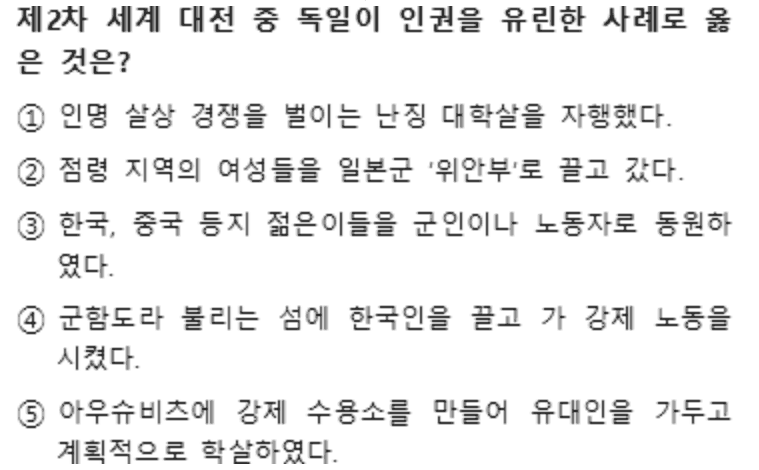 제2차 세계 대전 중 독일이 인권을 유린한 사례로 옳
은 것은?
① 인명 살상 경쟁을 벌이는 난징 대학살을 자행했다.
② 점령 지역의 여성들을 일본군 '위안부'로 끌고 갔다.
③ 한국, 중국 등지 젊은이들을 군인이나 노동자로 동원하
였다.
④ 군함도라 불리는 섬에 한국인을 끌고 가 강제 노동을
시켰다.
⑤ 아우슈비츠에 강제 수용소를 만들어 유대인을 가두고
계획적으로 학살하였다.